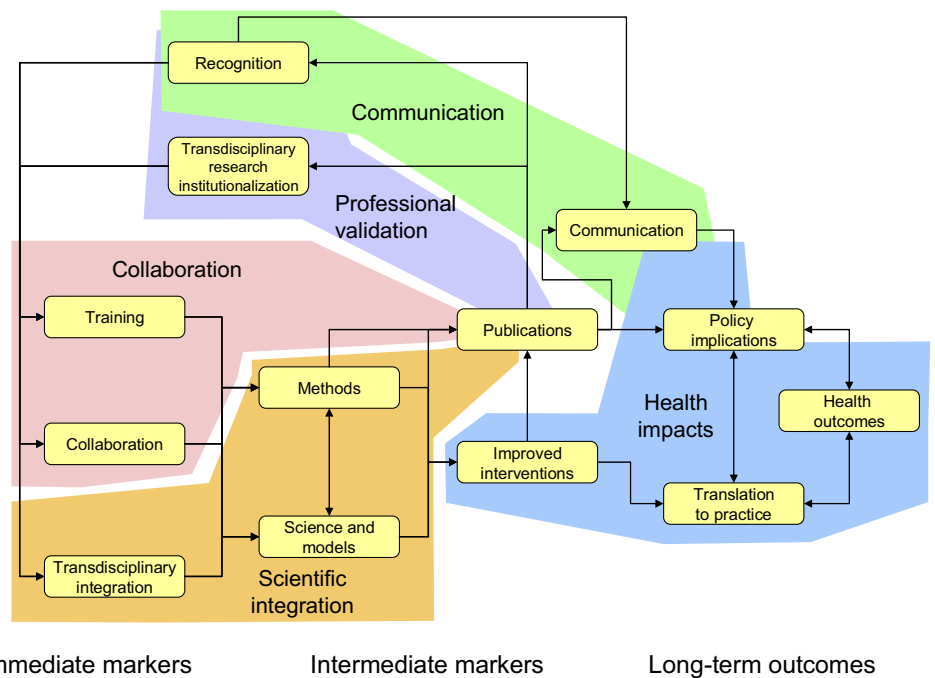 Recognition
Communication
Transdisciplinary
research
institutionalization
Professional
validation
Communication
Collaboration
Training
Publications
Policy
implications
Methods
Health
impacts
Health
outcomes
Collaboration
Improved
interventions
Translation
to practice
Science and
models
Transdisciplinary
integration
Scientific
integration
mmediate markers
Intermediate markers
Long-term outcomes